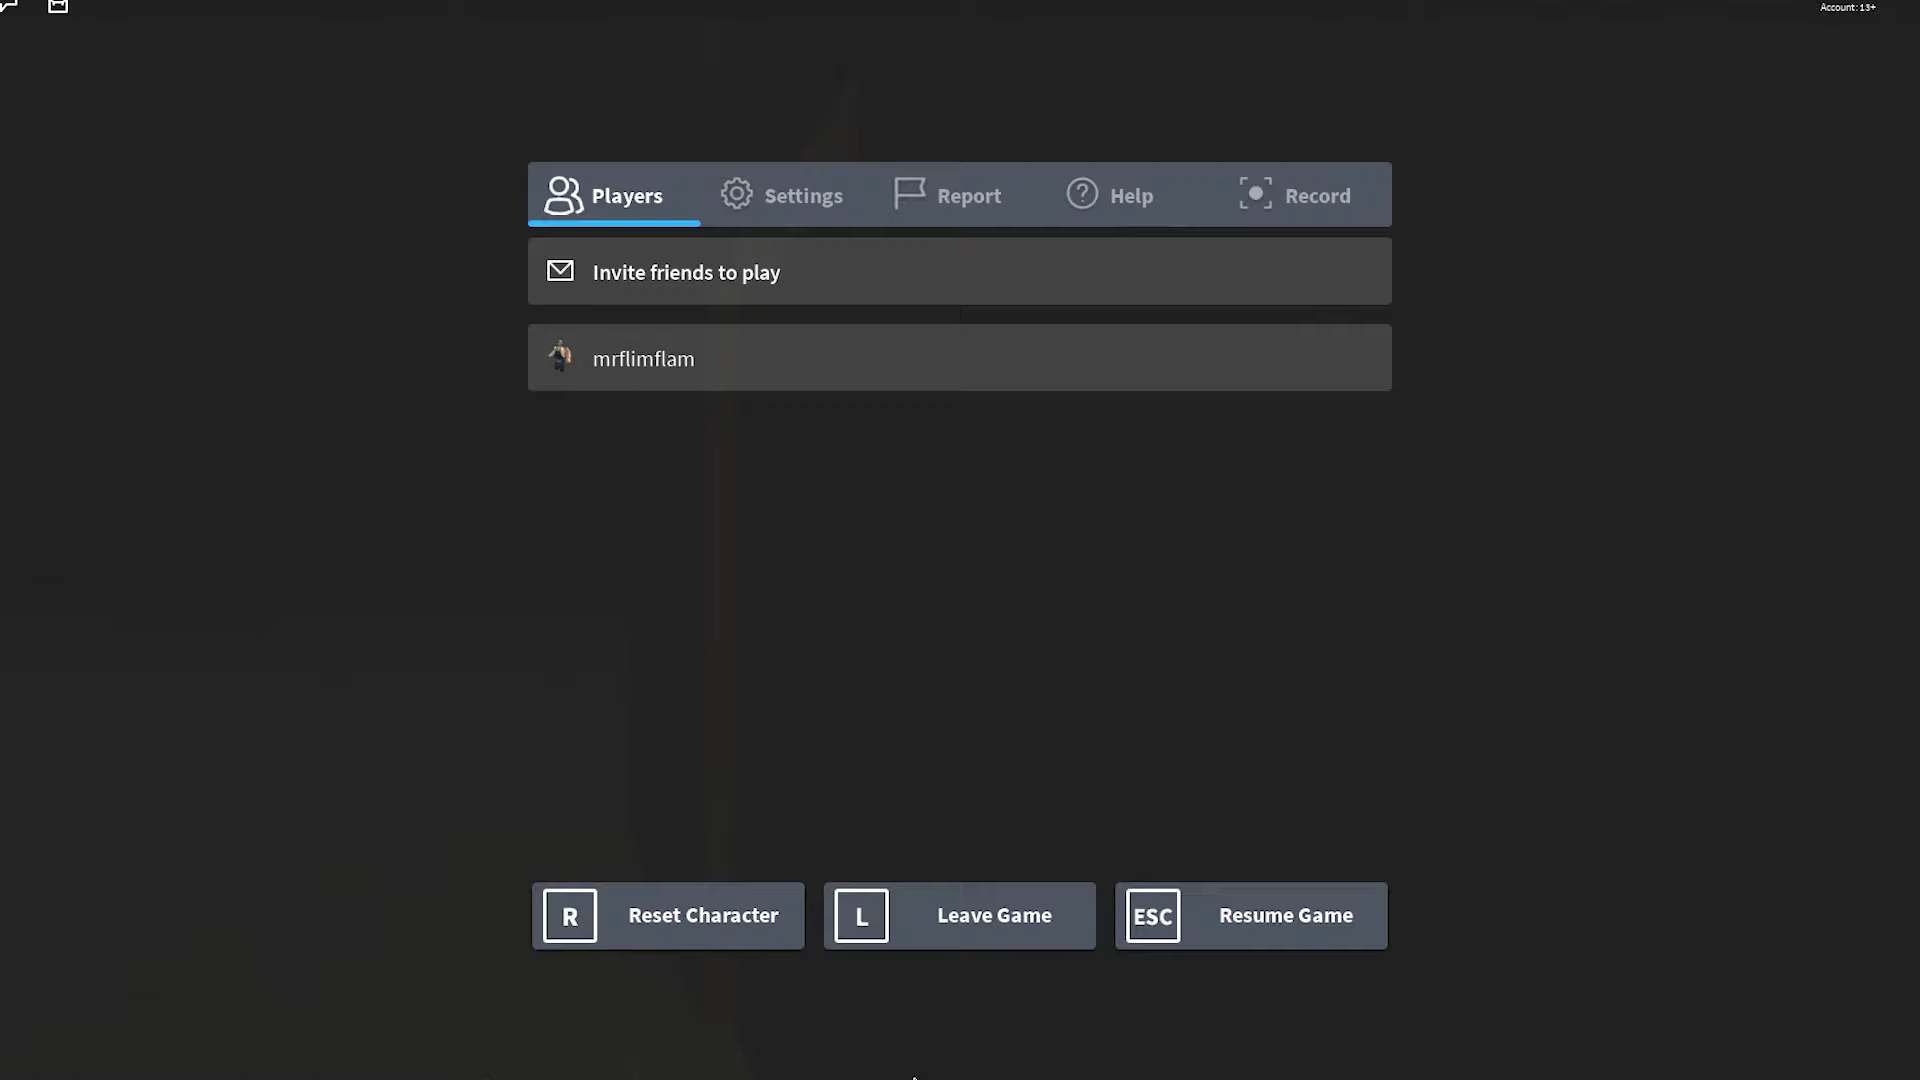 Account: 13+
Players
Settings
Report
Help
Record
Invite friends to play
mrflimflam
R Reset Character
L Leave Game
ESC Resume Game